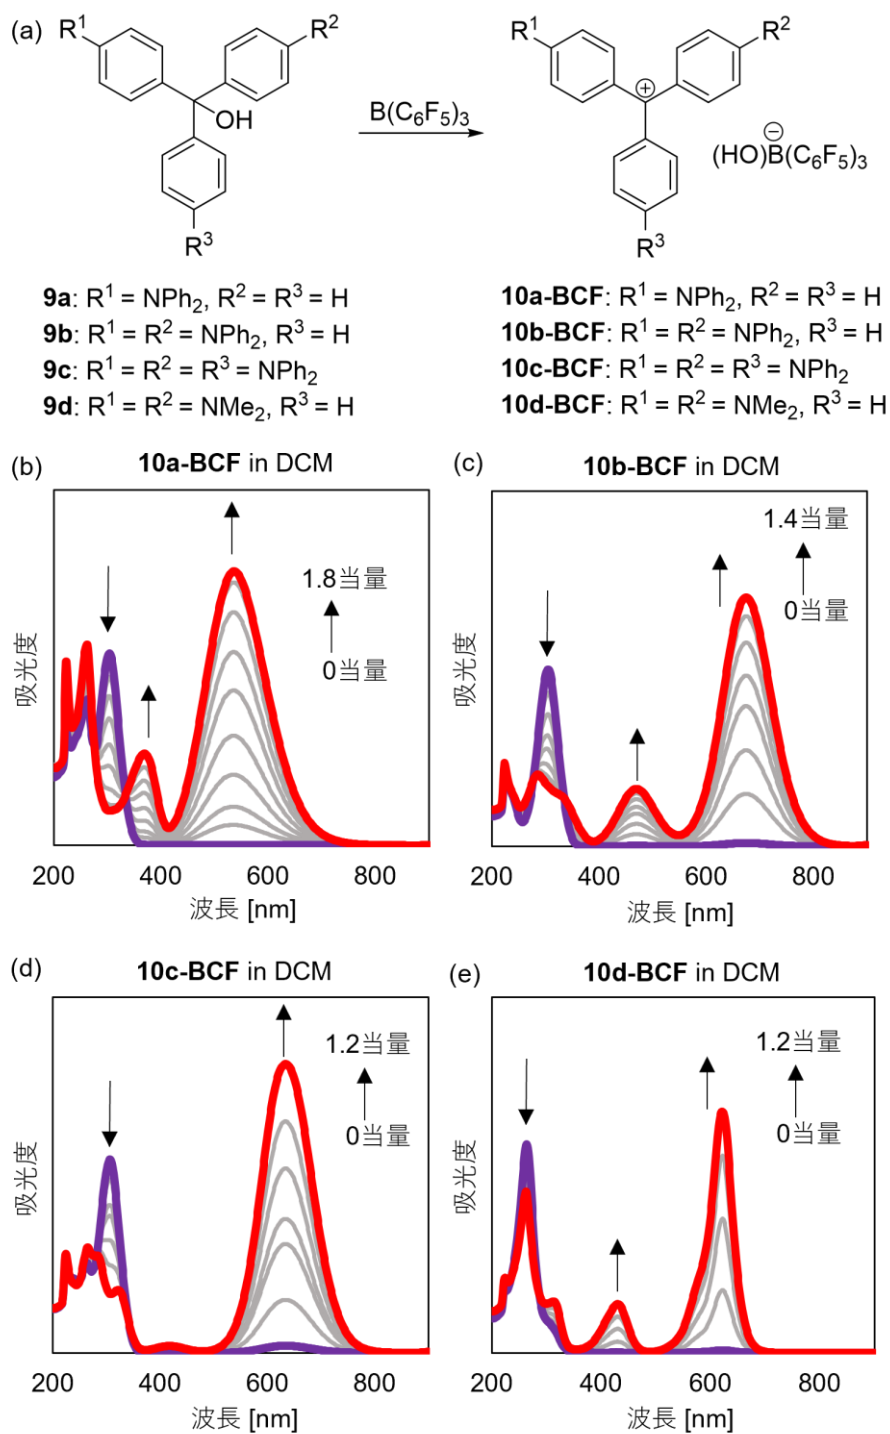 (a)
R¹
R²
OH
R³
B(C₆F₅)₃
R¹
R²
⊕
R³
⊖
(HO)B(C₆F₅)₃
9a: R¹ = NPh₂, R² = R³ = H
9b: R¹ = R² = NPh₂, R³ = H
9c: R¹ = R² = R³ = NPh₂
9d: R¹ = R² = NMe₂, R³ = H
10a-BCF: R¹ = NPh₂, R² = R³ = H
10b-BCF: R¹ = R² = NPh₂, R³ = H
10c-BCF: R¹ = R² = R³ = NPh₂
10d-BCF: R¹ = R² = NMe₂, R³ = H
(b)
10a-BCF in DCM
1.8当量
0当量
吸光度
200 400 600 800
波長 [nm]
(c)
10b-BCF in DCM
1.4当量
0当量
吸光度
200 400 600 800
波長 [nm]
(d)
10c-BCF in DCM
1.2当量
0当量
吸光度
200 400 600 800
波長 [nm]
(e)
10d-BCF in DCM
1.2当量
0当量
吸光度
200 400 600 800
波長 [nm]